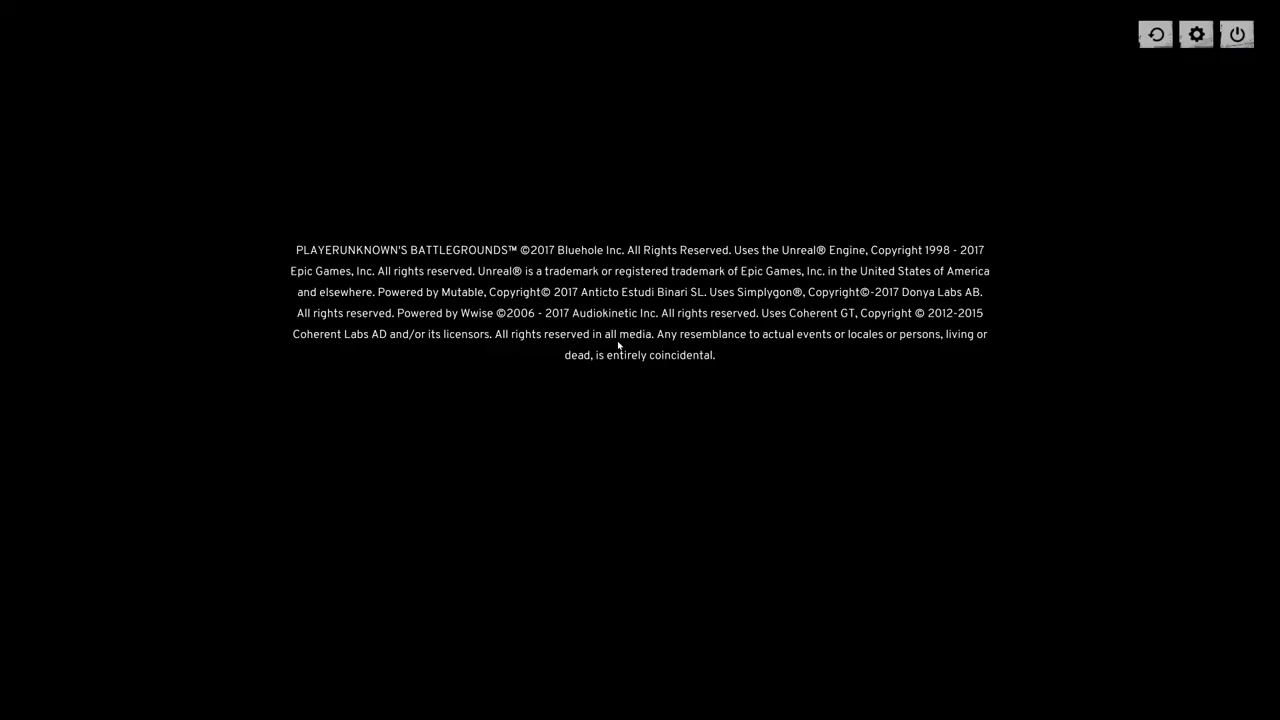 PLAYERUNKNOWN'S BATTLEGROUNDS™ ©2017 Bluehole Inc. All Rights Reserved. Uses the Unreal® Engine, Copyright 1998 - 2017
Epic Games, Inc. All rights reserved. Unreal® is a trademark or registered trademark of Epic Games, Inc. in the United States of America
and elsewhere. Powered by Mutable, Copyright© 2017 Anticto Estudi Binari SL. Uses Simplygon®, Copyright©-2017 Donya Labs AB.
All rights reserved. Powered by Wwise ©2006 - 2017 Audiokinetic Inc. All rights reserved. Uses Coherent GT, Copyright © 2012-2015
Coherent Labs AD and/or its licensors. All rights reserved in all media. Any resemblance to actual events or locales or persons, living or
dead, is entirely coincidental.